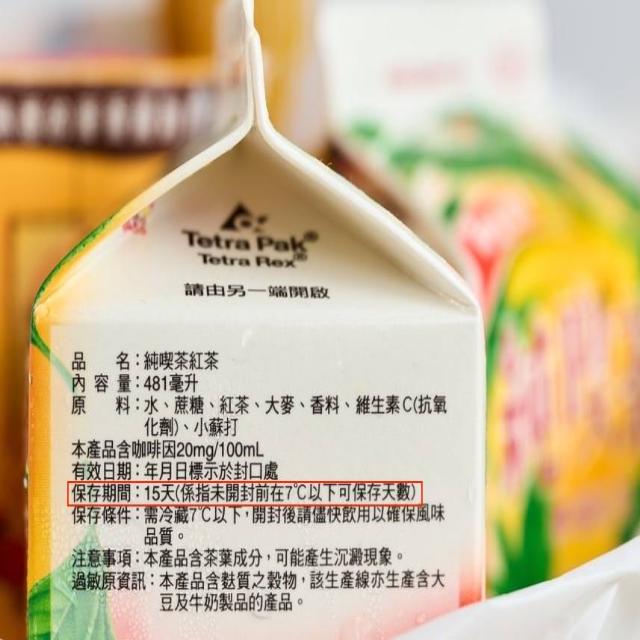 Tetra Pak®
Tetra Rex®
請由另一端開啟
品 名：純喫茶紅茶
內 容 量：481毫升
原 料：水、蔗糖、紅茶、大麥、香料、維生素C(抗氧
化劑)、小蘇打
本產品含咖啡因20mg/100mL
有效日期：年月日標示於封口處
保存期間：15天(係指未開封前在7℃以下可保存天數)
保存條件：需冷藏7℃以下，開封後請儘快飲用以確保風味
品質。
注意事項：本產品含茶葉成分，可能產生沉澱現象。
過敏原資訊：本產品含麩質之穀物，該生產線亦生產含大
豆及牛奶製品的產品。